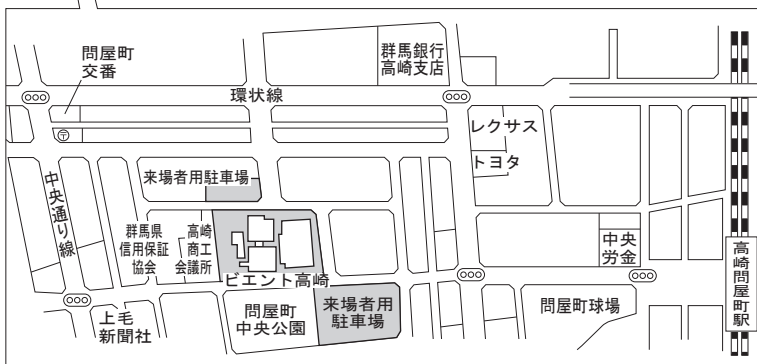 問屋町
交番
群馬銀行
高崎支店
環状線
〒
レクサス
トヨタ
来場者用駐車場
中央通り線
群馬県
信用保証
協会
高崎
商工
会議所
ビエント高崎
中央
労金
高崎問屋町駅
上毛
新聞社
問屋町
中央公園
来場者用
駐車場
問屋町球場